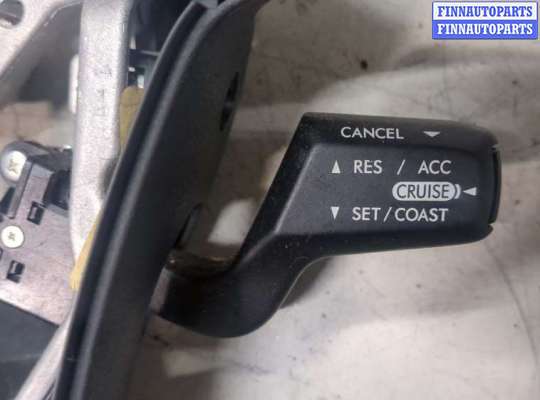 FINNAUTOPARTS
FINNAUTOPARTS
CANCEL
RES / ACC
CRUISE
SET / COAST